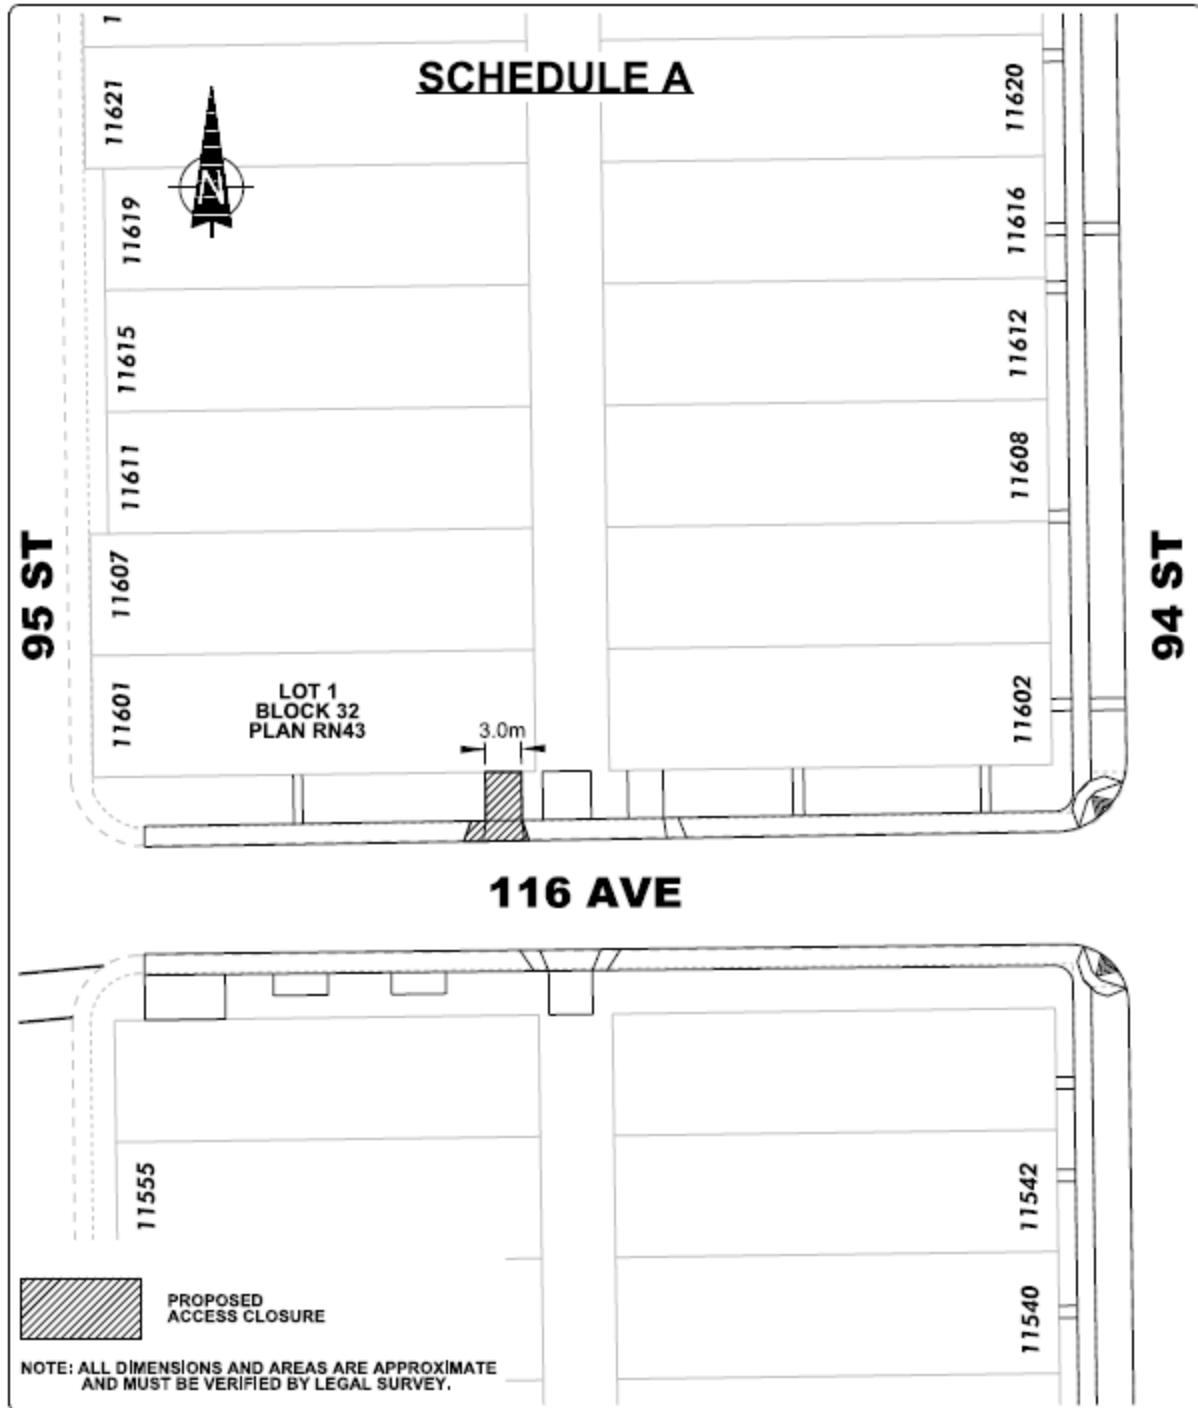 SCHEDULE A
N
1
11621
11619
11615
11611
11607
11601
11620
11616
11612
11608
11602
95 ST
94 ST
LOT 1
BLOCK 32
PLAN RN43
3.0m
116 AVE
11555
11542
11540
PROPOSED
ACCESS CLOSURE
NOTE: ALL DIMENSIONS AND AREAS ARE APPROXIMATE
AND MUST BE VERIFIED BY LEGAL SURVEY.